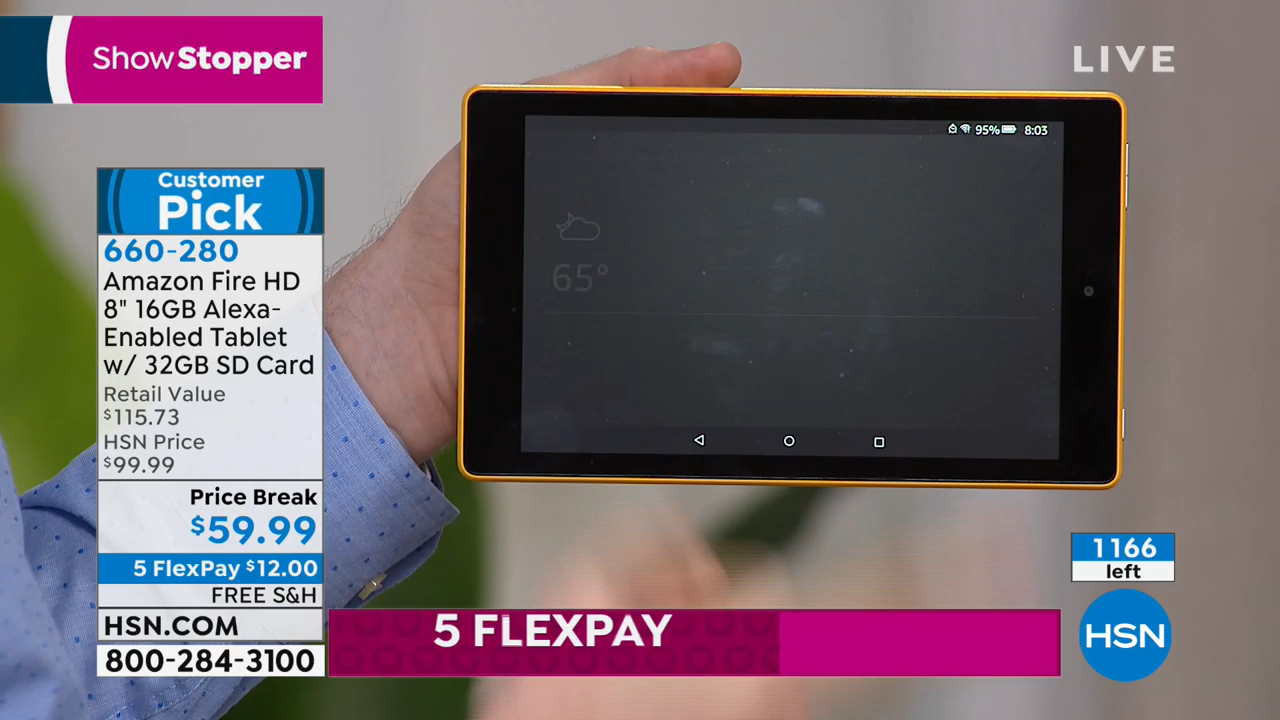 ShowStopper
LIVE
95% 8:03
65°
Customer
Pick
660-280
Amazon Fire HD
8" 16GB Alexa-
Enabled Tablet
w/ 32GB SD Card
Retail Value
$115.73
HSN Price
$99.99
Price Break
$59.99
5 FlexPay $12.00
FREE S&H
HSN.COM
800-284-3100
5 FLEXPAY
1166
left
HSN